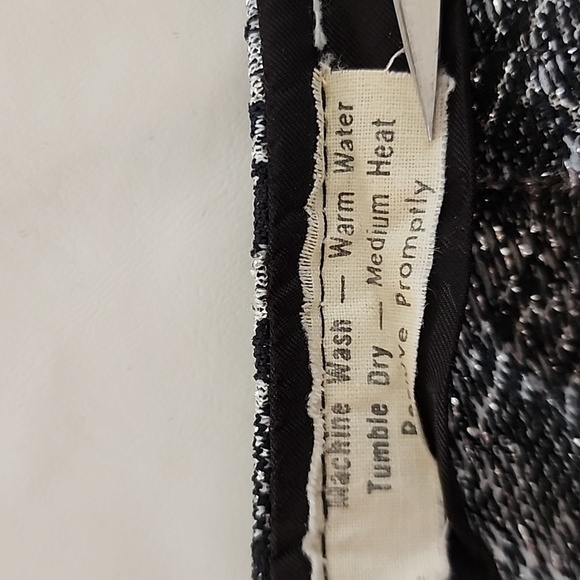 Machine Wash — Warm Water
Tumble Dry — Medium Heat
Promptly